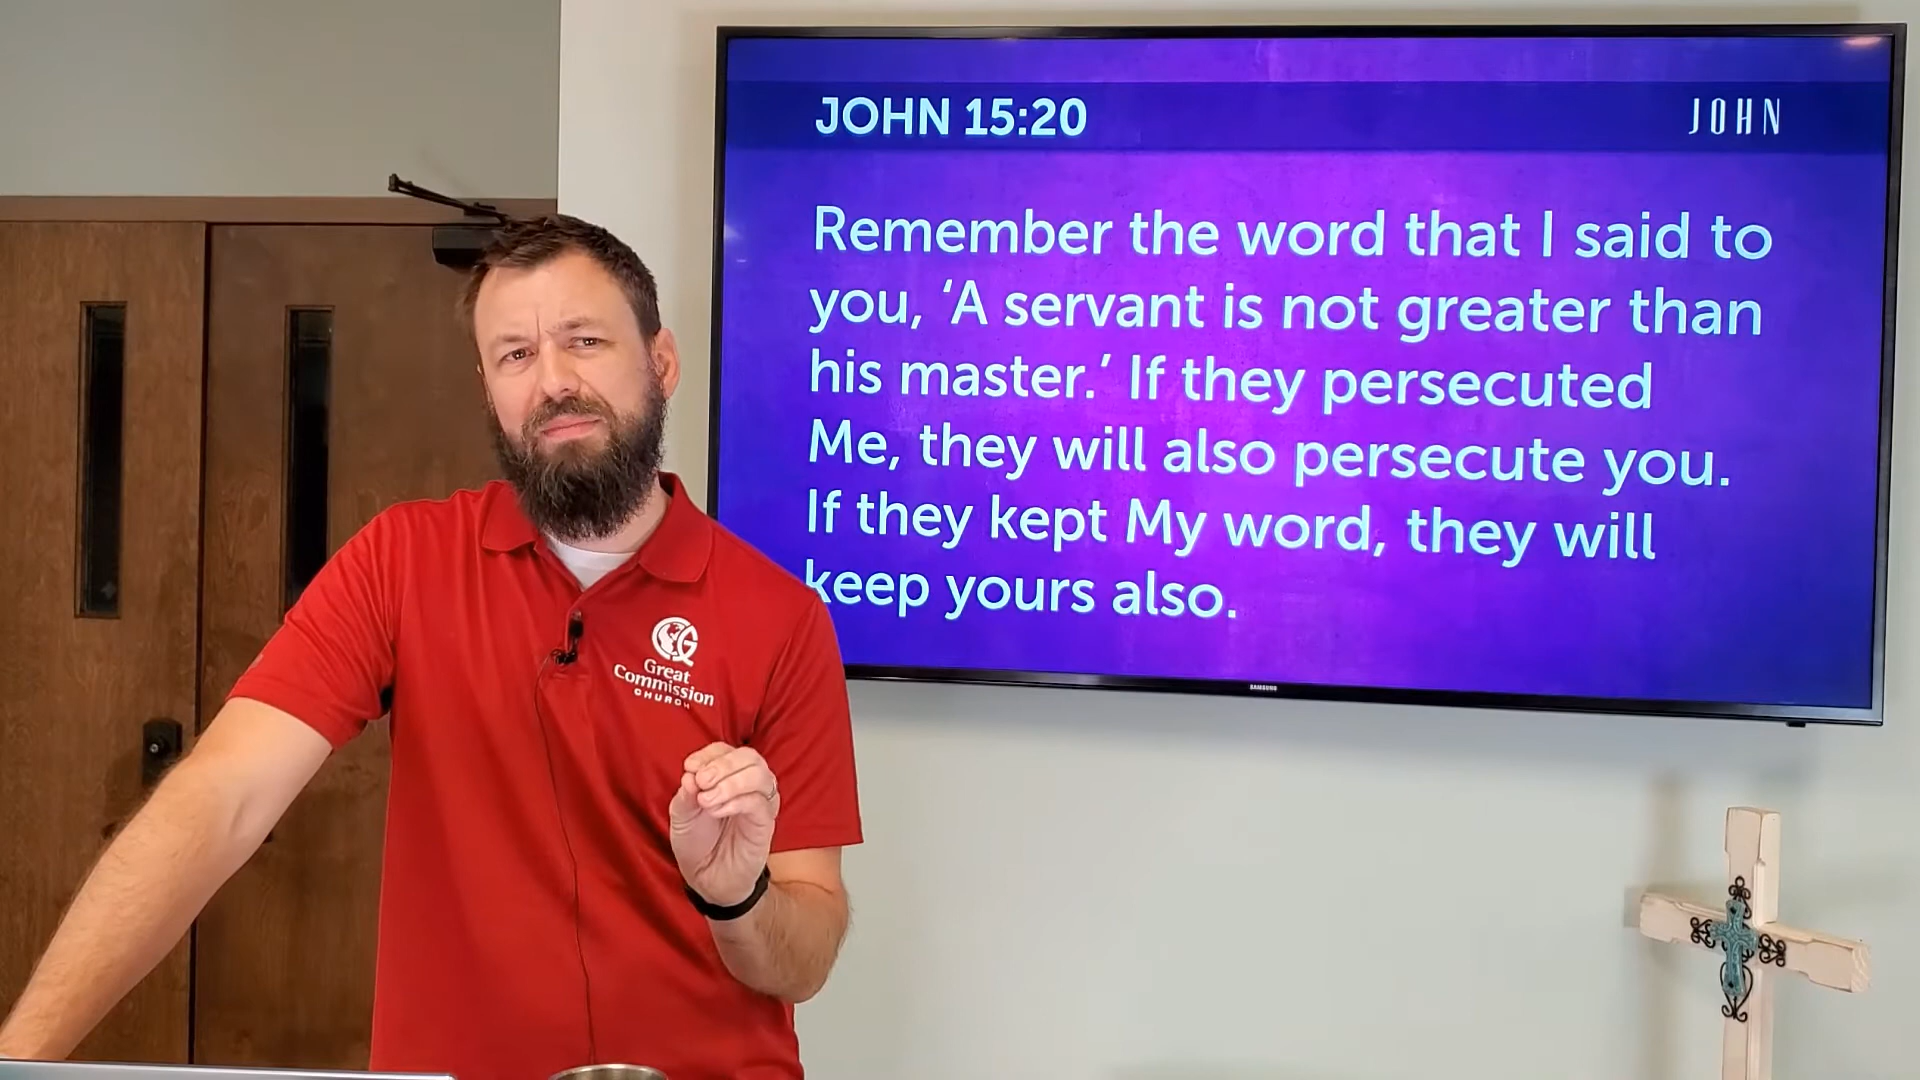 JOHN 15:20
JOHN
Remember the word that I said to
you, ‘A servant is not greater than
his master.’ If they persecuted
Me, they will also persecute you.
If they kept My word, they will
keep yours also.
SAMSUNG
Great
Commission
CHURCH